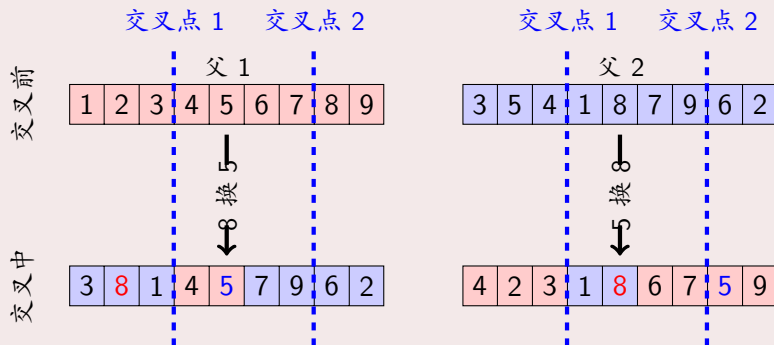 交叉点 1 交叉点 2 交叉点 1 交叉点 2
父 1 父 2
交叉前
1 2 3 4 5 6 7 8 9 3 5 4 1 8 7 9 6 2
8 换 5 5 换 8
交叉中
3 8 1 4 5 7 9 6 2 4 2 3 1 8 6 7 5 9